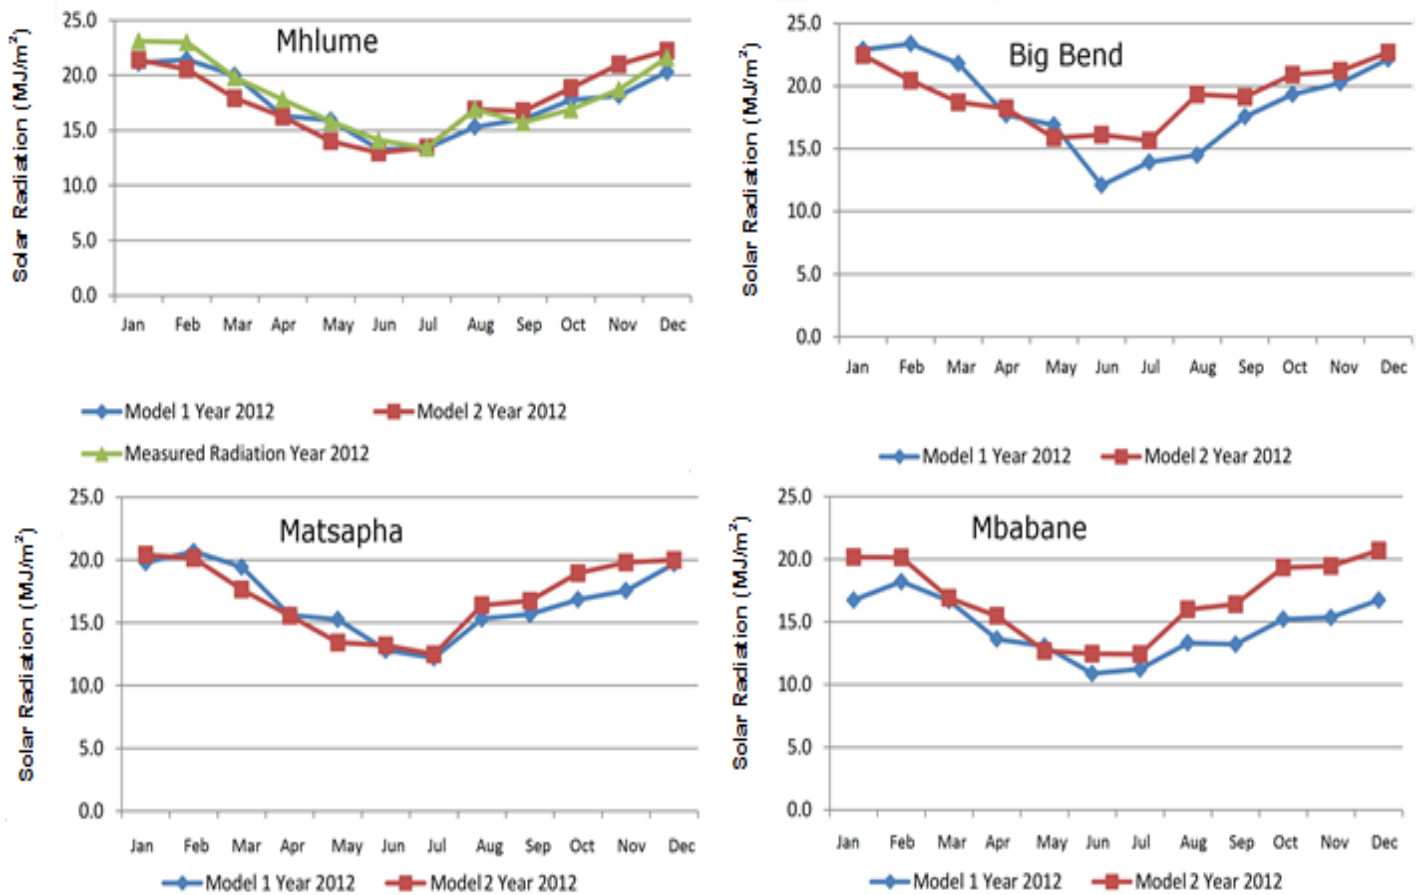 Mhlume
Solar Radiation (MJ/m²)
25.0
20.0
15.0
10.0
5.0
0.0
Jan Feb Mar Apr May Jun Jul Aug Sep Oct Nov Dec
Model 1 Year 2012 Model 2 Year 2012
Measured Radiation Year 2012
Big Bend
Solar Radiation (MJ/m²)
25.0
20.0
15.0
10.0
5.0
0.0
Jan Feb Mar Apr May Jun Jul Aug Sep Oct Nov Dec
Model 1 Year 2012 Model 2 Year 2012
Matsapha
Solar Radiation (MJ/m²)
25.0
20.0
15.0
10.0
5.0
0.0
Jan Feb Mar Apr May Jun Jul Aug Sep Oct Nov Dec
Model 1 Year 2012 Model 2 Year 2012
Mbabane
Solar Radiation (MJ/m²)
25.0
20.0
15.0
10.0
5.0
0.0
Jan Feb Mar Apr May Jun Jul Aug Sep Oct Nov Dec
Model 1 Year 2012 Model 2 Year 2012